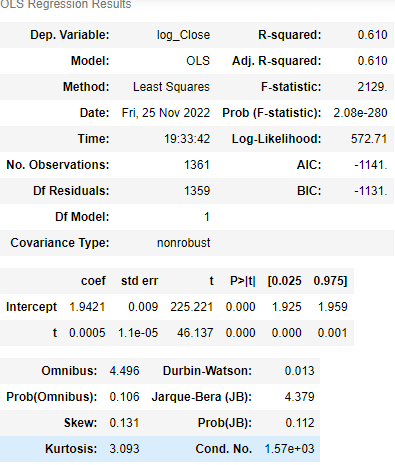 OLS Regression Results
Dep. Variable: log_Close R-squared: 0.610
Model: OLS Adj. R-squared: 0.610
Method: Least Squares F-statistic: 2129.
Date: Fri, 25 Nov 2022 Prob (F-statistic): 2.08e-280
Time: 19:33:42 Log-Likelihood: 572.71
No. Observations: 1361 AIC: -1141.
Df Residuals: 1359 BIC: -1131.
Df Model: 1
Covariance Type: nonrobust
coef std err t P>|t| [0.025 0.975]
Intercept 1.9421 0.009 225.221 0.000 1.925 1.959
t 0.0005 1.1e-05 46.137 0.000 0.000 0.001
Omnibus: 4.496 Durbin-Watson: 0.013
Prob(Omnibus): 0.106 Jarque-Bera (JB): 4.379
Skew: 0.131 Prob(JB): 0.112
Kurtosis: 3.093 Cond. No. 1.57e+03